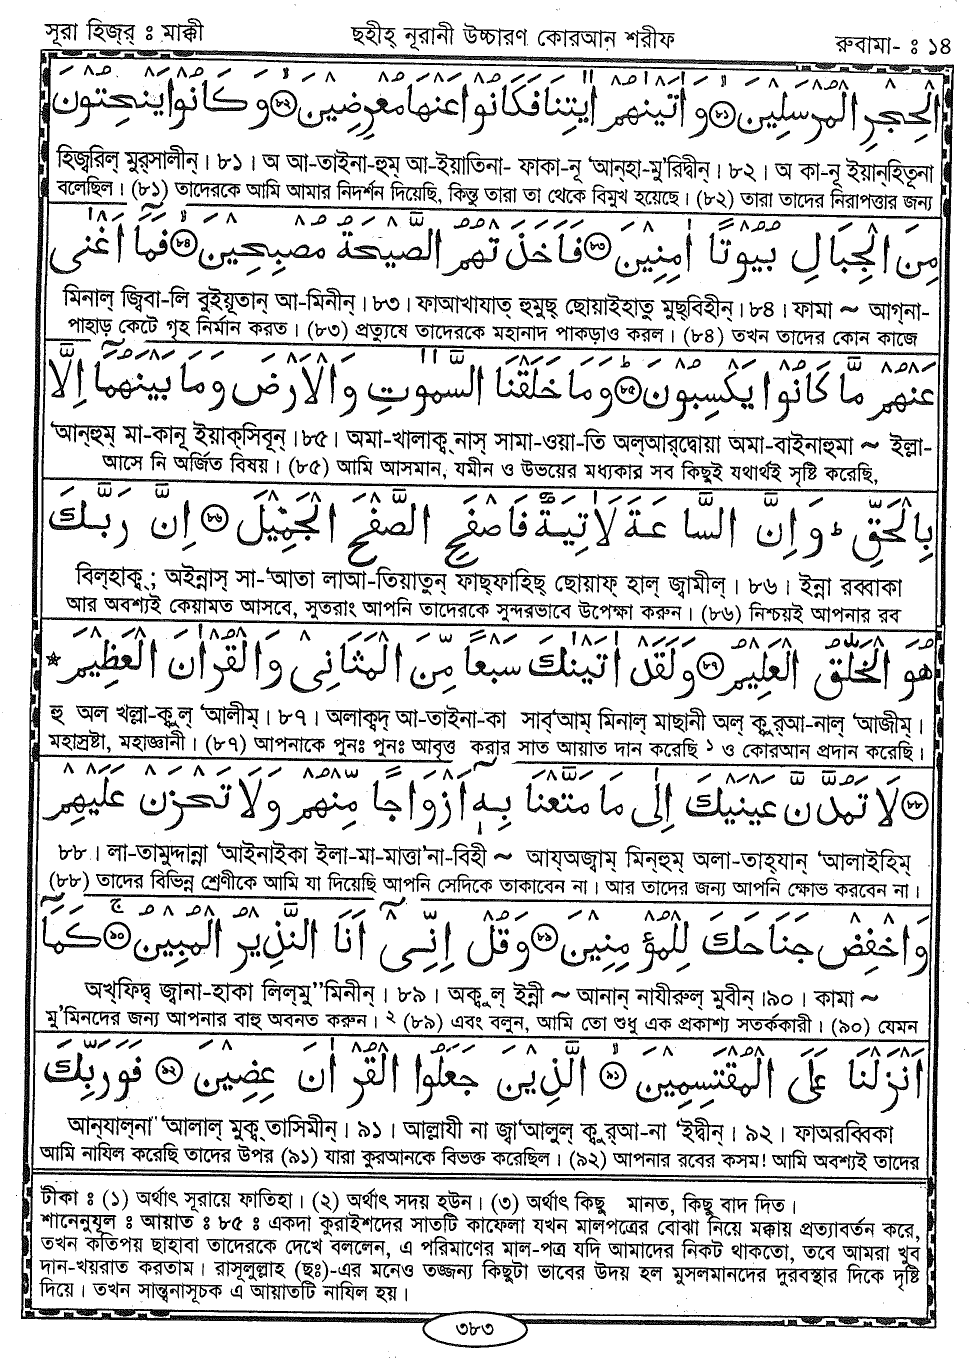 সূরা হিজ্‌র্ ঃ মাক্কী
ছহীহ্ নূরানী উচ্চারণ কোরআন শরীফ
রুবামা- ঃ ১৪
الْحِجْرِ الْمُرْسَلِيْنَ ﴿٨١﴾ وَاٰتَيْنٰهُمْ اٰيٰتِنَا فَكَانُوْا عَنْهَا مُعْرِضِيْنَ ﴿٨٢﴾ وَكَانُوْا يَنْحِتُوْنَ
হিজ্বরিল্ মুর্‌সালীন্। ৮১। অ আ-তাইনা-হুম্ আ-ইয়াতিনা- ফাকা-নূ 'আন্‌হা-মু'রিদ্বীন্। ৮২। অ কা-নূ ইয়ান্‌হিতূনা
বলেছিল। (৮১) তাদেরকে আমি আমার নিদর্শন দিয়েছি, কিন্তু তারা তা থেকে বিমুখ হয়েছে। (৮২) তারা তাদের নিরাপত্তার জন্য
مِنَ الْجِبَالِ بُيُوْتًا اٰمِنِيْنَ ﴿٨٣﴾ فَاَخَذَتْهُمُ الصَّيْحَةُ مُصْبِحِيْنَ ﴿٨٤﴾ فَمَآ اَغْنٰى
মিনাল্ জ্বিবা-লি বুইয়ূতান্ আ-মিনীন্। ৮৩। ফাআখাযাত্ হুমুছ্ ছোয়াইহাতু মুছ্‌বিহীন্। ৮৪। ফামা ~ আগ্‌না-
পাহাড় কেটে গৃহ নির্মান করত। (৮৩) প্রত্যুষে তাদেরকে মহানাদ পাকড়াও করল। (৮৪) তখন তাদের কোন কাজে
عَنْهُمْ مَّا كَانُوْا يَكْسِبُوْنَ ﴿٨٥﴾ وَمَا خَلَقْنَا السَّمٰوٰتِ وَالْاَرْضَ وَمَا بَيْنَهُمَآ اِلَّا
'আন্‌হুম্ মা-কানূ ইয়াক্‌সিবূন্। ৮৫। অমা-খালাক্ব্‌ নাস্ সামা-ওয়া-তি অল্‌আর্‌দ্বোয়া অমা-বাইনাহুমা ~ ইল্লা-
আসে নি অর্জিত বিষয়। (৮৫) আমি আসমান, যমীন ও উভয়ের মধ্যকার সব কিছুই যথার্থই সৃষ্টি করেছি,
بِالْحَقِّ ؕ وَاِنَّ السَّاعَةَ لَاٰتِيَةٌ فَاصْفَحِ الصَّفْحَ الْجَمِيْلَ ﴿٨٦﴾ اِنَّ رَبَّكَ
বিল্‌হাক্ব্; অইন্নাস্ সা-'আতা লাআ-তিয়াতুন্ ফাছ্‌ফাহিছ্ ছোয়াফ্ হাল্ জ্বামীল্। ৮৬। ইন্না রব্বাকা
আর অবশ্যই কেয়ামত আসবে, সুতরাং আপনি তাদেরকে সুন্দরভাবে উপেক্ষা করুন। (৮৬) নিশ্চয়ই আপনার রব
هُوَ الْخَلّٰقُ الْعَلِيْمُ ﴿٨٧﴾ وَلَقَدْ اٰتَيْنٰكَ سَبْعًا مِّنَ الْمَثَانِىْ وَالْقُرْاٰنَ الْعَظِيْمَ
হু অল খল্লা-ক্বুল্ 'আলীম্। ৮৭। অলাক্বদ্ আ-তাইনা-কা সাব্'আম্ মিনাল্ মাছানী অল্ ক্বুর্‌আ-নাল্ 'আজীম্।
মহাস্রষ্টা, মহাজ্ঞানী। (৮৭) আপনাকে পুনঃ পুনঃ আবৃত্ত করার সাত আয়াত দান করেছি ১ ও কোরআন প্রদান করেছি।
﴿٨٨﴾ لَا تَمُدَّنَّ عَيْنَيْكَ اِلٰى مَا مَتَّعْنَا بِهٖٓ اَزْوَاجًا مِّنْهُمْ وَلَا تَحْزَنْ عَلَيْهِمْ
৮৮। লা-তামুদ্দান্না 'আইনাইকা ইলা-মা-মাত্তা'না-বিহী ~ আয্‌অজ্বাম্ মিন্‌হুম্ অলা-তাহ্‌যান্ 'আলাইহিম্
(৮৮) তাদের বিভিন্ন শ্রেণীকে আমি যা দিয়েছি আপনি সেদিকে তাকাবেন না। আর তাদের জন্য আপনি ক্ষোভ করবেন না।
وَاخْفِضْ جَنَاحَكَ لِلْمُؤْمِنِيْنَ ﴿٨٩﴾ وَقُلْ اِنِّىْٓ اَنَا النَّذِيْرُ الْمُبِيْنُ ﴿٩٠﴾ كَمَآ
অখ্‌ফিদ্ব্ জ্বানা-হাকা লিল্‌মু''মিনীন্। ৮৯। অক্বুল্ ইন্নী ~ আনান্ নাযীরুল্ মুবীন্।৯০। কামা ~
মু'মিনদের জন্য আপনার বাহু অবনত করুন। ২ (৮৯) এবং বলুন, আমি তো শুধু এক প্রকাশ্য সতর্ককারী। (৯০) যেমন
اَنْزَلْنَا عَلَى الْمُقْتَسِمِيْنَ ﴿٩١﴾ الَّذِيْنَ جَعَلُوا الْقُرْاٰنَ عِضِيْنَ ﴿٩٢﴾ فَوَرَبِّكَ
আন্‌যাল্‌না 'আলাল্ মুক্ব্‌তাসিমীন্। ৯১। আল্লাযী না জ্বা'আলুল্ ক্বুর্‌আ-না 'ইদ্বীন্। ৯২। ফাঅরব্বিকা
আমি নাযিল করেছি তাদের উপর (৯১) যারা কুরআনকে বিভক্ত করেছিল। (৯২) আপনার রবের কসম! আমি অবশ্যই তাদের
টীকা ঃ (১) অর্থাৎ সূরায়ে ফাতিহা। (২) অর্থাৎ সদয় হউন। (৩) অর্থাৎ কিছু মানত, কিছু বাদ দিত।
শানেনুযূল ঃ আয়াত ঃ ৮৫ ঃ একদা কুরাইশদের সাতটি কাফেলা যখন মালপত্রের বোঝা নিয়ে মক্কায় প্রত্যাবর্তন করে,
তখন কতিপয় ছাহাবা তাদেরকে দেখে বললেন, এ পরিমাণের মাল-পত্র যদি আমাদের নিকট থাকতো, তবে আমরা খুব
দান-খয়রাত করতাম। রাসূলুল্লাহ (ছঃ)-এর মনেও তজ্জন্য কিছুটা ভাবের উদয় হল মুসলমানদের দুরবস্থার দিকে দৃষ্টি
দিয়ে। তখন সান্ত্বনাসূচক এ আয়াতটি নাযিল হয়।
৩৮৩